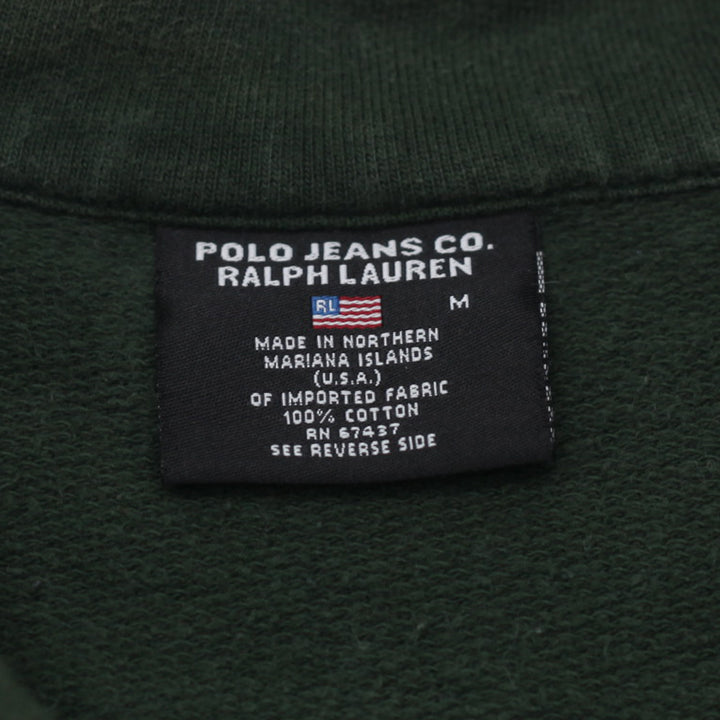 POLO JEANS CO.
RALPH LAUREN
RL
M
MADE IN NORTHERN
MARIANA ISLANDS
(U.S.A.)
OF IMPORTED FABRIC
100% COTTON
RN 67437
SEE REVERSE SIDE